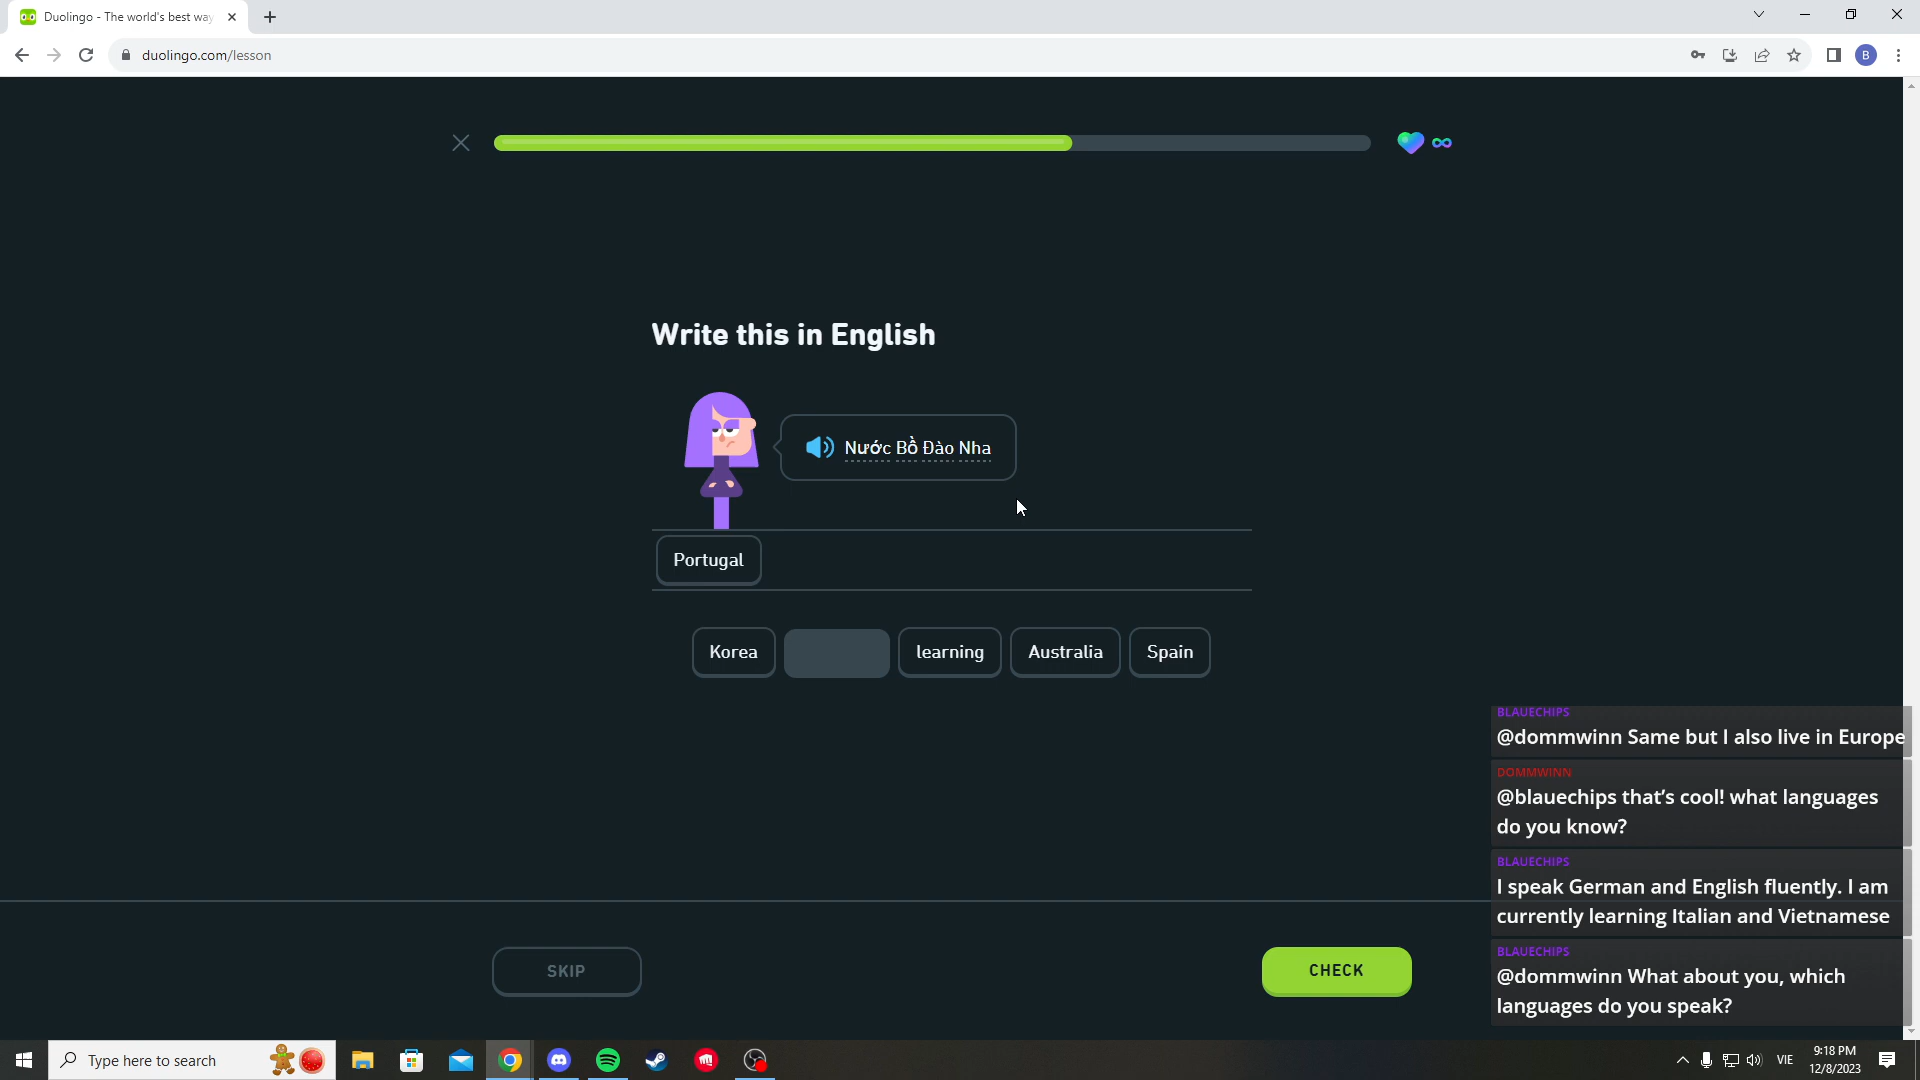 Duolingo - The world's best way
duolingo.com/lesson
B
Write this in English
Nước Bồ Đào Nha
Portugal
Korea
learning
Australia
Spain
BLAUECHIPS
@dommwinn Same but I also live in Europe
DOMMWINN
@blauechips that's cool! what languages
do you know?
BLAUECHIPS
I speak German and English fluently. I am
currently learning Italian and Vietnamese
BLAUECHIPS
@dommwinn What about you, which
languages do you speak?
SKIP
CHECK
Type here to search
VIE
9:18 PM
12/8/2023